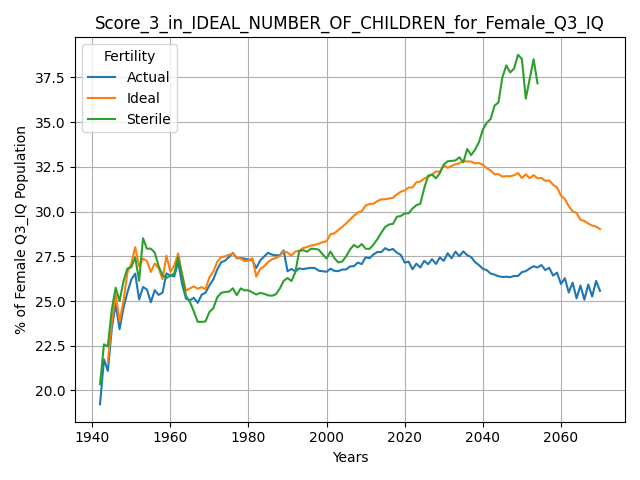 Score_3_in_IDEAL_NUMBER_OF_CHILDREN_for_Female_Q3_IQ
Fertility
Actual
Ideal
Sterile
% of Female Q3_IQ Population
37.5
35.0
32.5
30.0
27.5
25.0
22.5
20.0
1940 1960 1980 2000 2020 2040 2060
Years